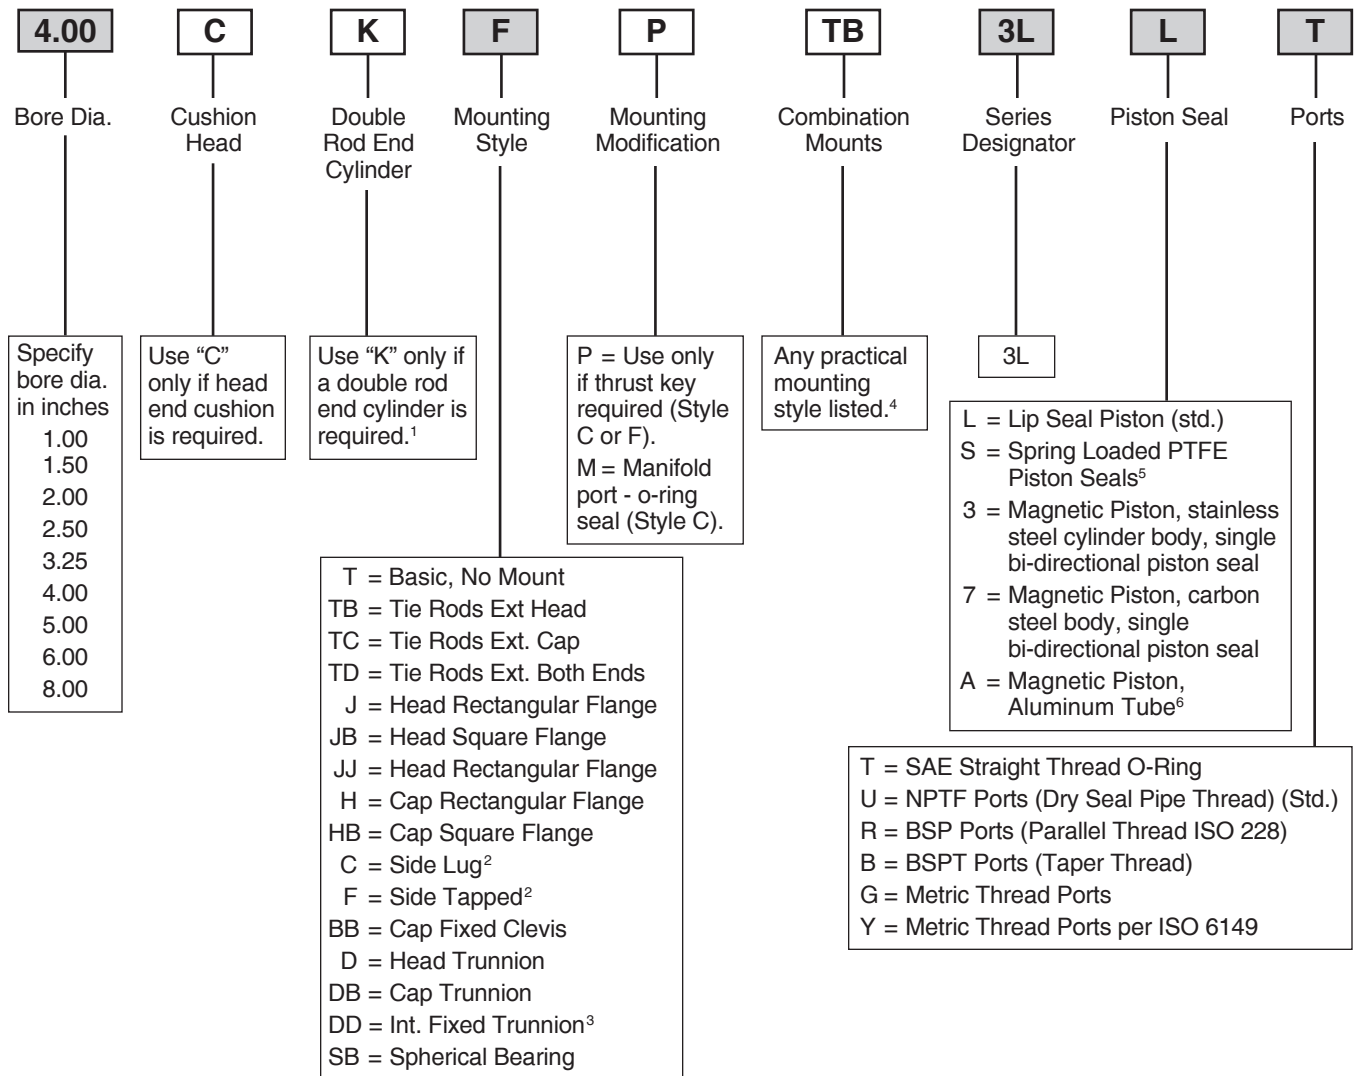 4.00 C K F P TB 3L L T
Bore Dia.
Cushion
Head
Double
Rod End
Cylinder
Mounting
Style
Mounting
Modification
Combination
Mounts
Series
Designator
Piston Seal
Ports
Specify
bore dia.
in inches
1.00
1.50
2.00
2.50
3.25
4.00
5.00
6.00
8.00
Use “C”
only if head
end cushion
is required.
Use “K” only if
a double rod
end cylinder is
required.¹
T = Basic, No Mount
TB = Tie Rods Ext Head
TC = Tie Rods Ext. Cap
TD = Tie Rods Ext. Both Ends
J = Head Rectangular Flange
JB = Head Square Flange
JJ = Head Rectangular Flange
H = Cap Rectangular Flange
HB = Cap Square Flange
C = Side Lug²
F = Side Tapped²
BB = Cap Fixed Clevis
D = Head Trunnion
DB = Cap Trunnion
DD = Int. Fixed Trunnion³
SB = Spherical Bearing
P = Use only
if thrust key
required (Style
C or F).
M = Manifold
port - o-ring
seal (Style C).
Any practical
mounting
style listed.⁴
3L
L = Lip Seal Piston (std.)
S = Spring Loaded PTFE
Piston Seals⁵
3 = Magnetic Piston, stainless
steel cylinder body, single
bi-directional piston seal
7 = Magnetic Piston, carbon
steel body, single
bi-directional piston seal
A = Magnetic Piston,
Aluminum Tube⁶
T = SAE Straight Thread O-Ring
U = NPTF Ports (Dry Seal Pipe Thread) (Std.)
R = BSP Ports (Parallel Thread ISO 228)
B = BSPT Ports (Taper Thread)
G = Metric Thread Ports
Y = Metric Thread Ports per ISO 6149